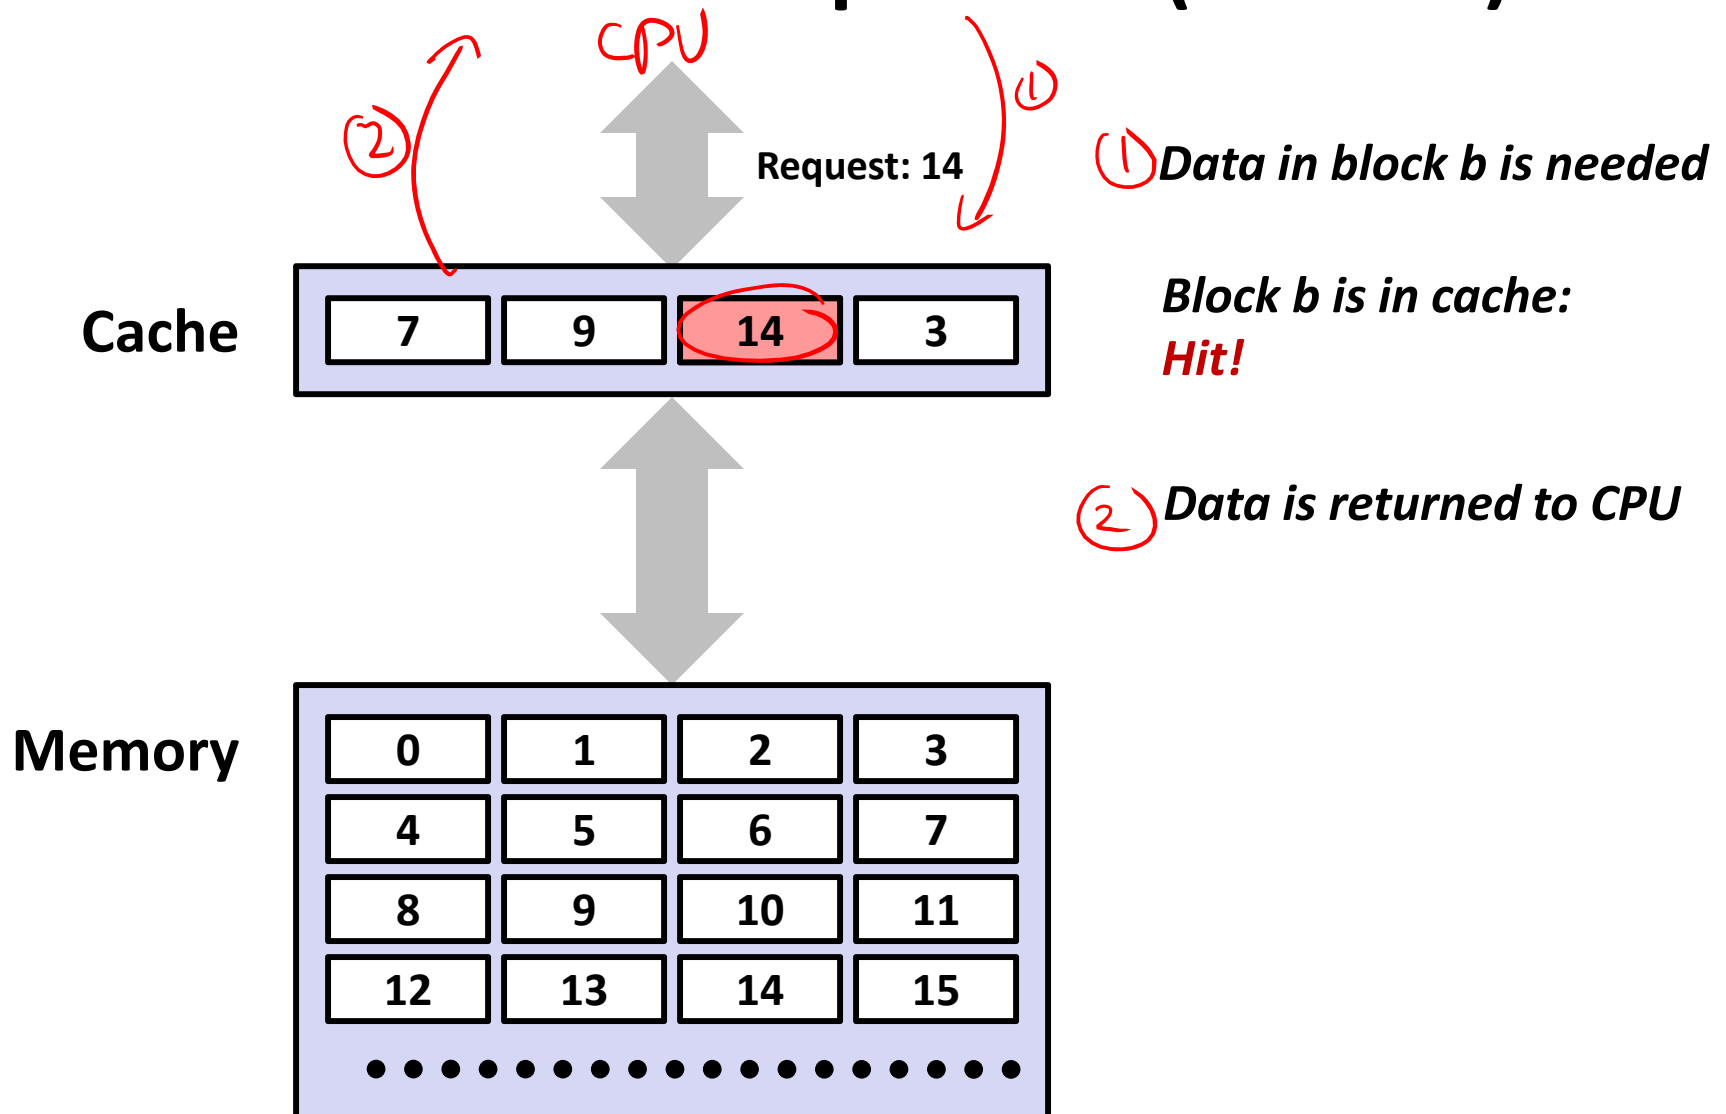 CPU
②
①
Request: 14
① Data in block b is needed
Block b is in cache:
Hit!
Cache
7 9 14 3
② Data is returned to CPU
Memory
0 1 2 3
4 5 6 7
8 9 10 11
12 13 14 15